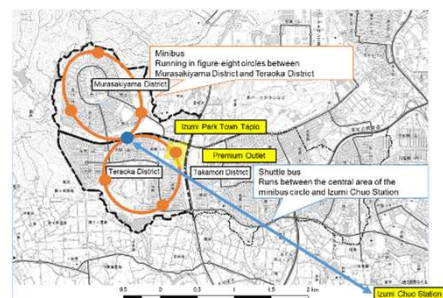 Minibus
Running in figure-eight circles between
Murasakiyama District and Teraoka District
Murasakiyama District
Izumi Park Town Tapio
Premium Outlet
Teraoka District
Takamori District
Shuttle bus
Runs between the central area of the
minibus circle and Izumi Chuo Station
Izumi Chuo Station
0.5 0 0.5 1 1.5 2 km